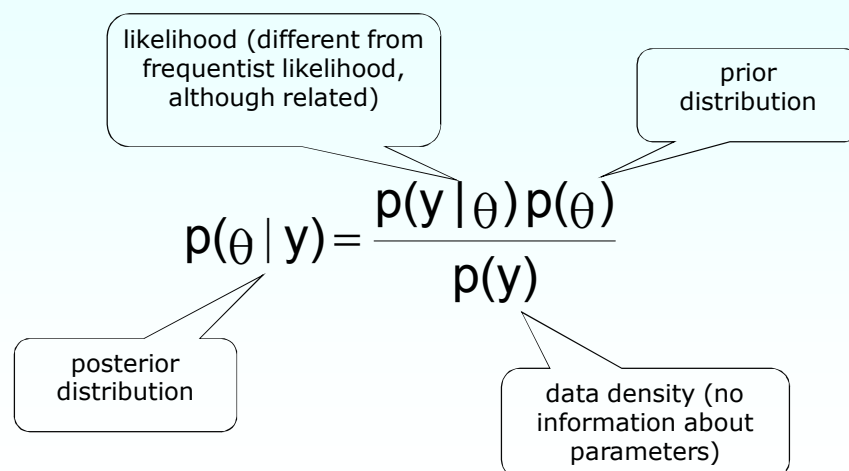 likelihood (different from
frequentist likelihood,
although related)
prior
distribution
p(θ | y) = p(y | θ) p(θ)
p(y)
posterior
distribution
data density (no
information about
parameters)